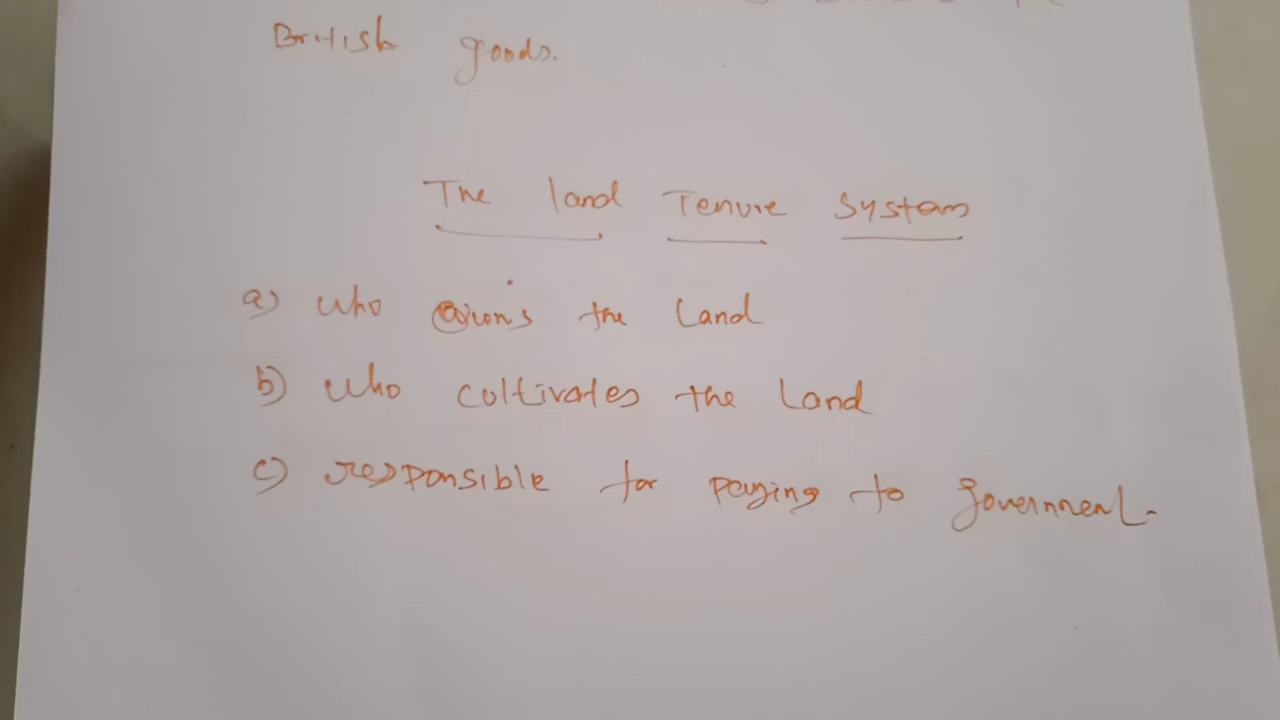 British goods.
The land Tenure System
a) who owns the Land
b) who cultivates the Land
c) responsible for paying to government.